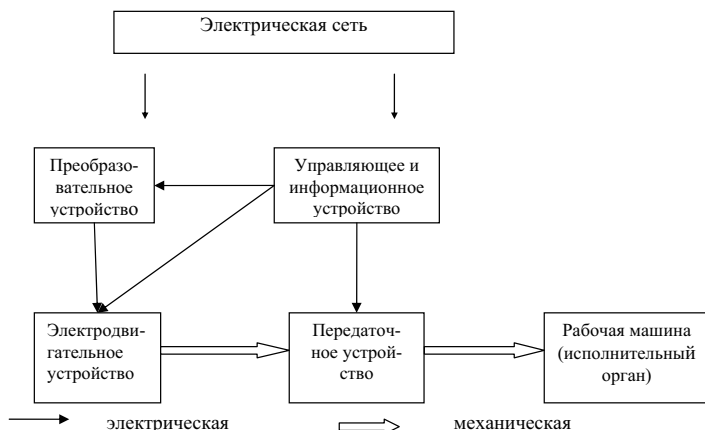 Электрическая сеть
Преобразо-
вательное
устройство
Управляющее и
информационное
устройство
Электродви-
гательное
устройство
Передаточ-
ное устрой-
ство
Рабочая машина
(исполнительный
орган)
электрическая
механическая